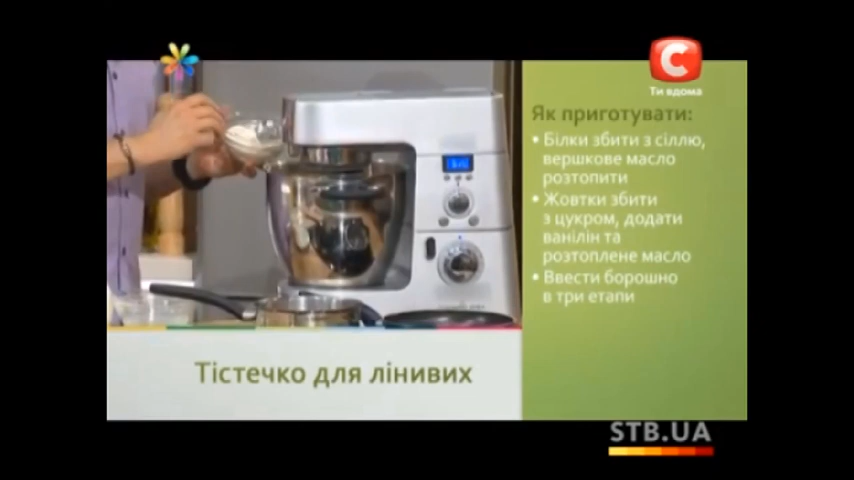 Ти вдома
Як приготувати:
• Білки збити з сіллю,
вершкове масло
розтопити
• Жовтки збити
з цукром, додати
ванілін та
розтоплене масло
• Ввести борошно
в три етапи
Тістечко для лінивих
STB.UA